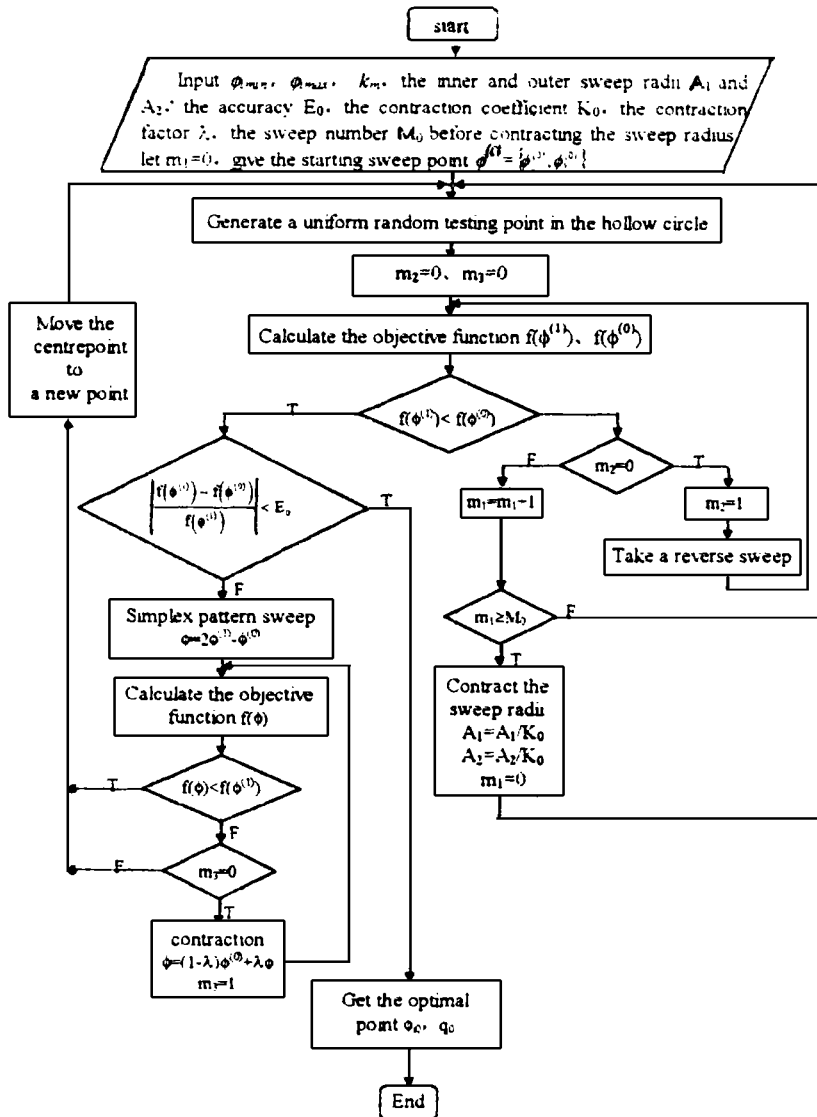 start
Input φmin, φmax, km, the inner and outer sweep radii A₁ and
A₂, the accuracy E₀, the contraction coefficient K₀, the contraction
factor λ, the sweep number M₀ before contracting the sweep radius
let m₁=0, give the starting sweep point
Generate a uniform random testing point in the hollow circle
m₂=0、m₃=0
Calculate the objective function f(φ⁽¹⁾)、f(φ⁽⁰⁾)
Move the
centrepoint
to
a new point
f(φ⁽¹⁾)< f(φ⁽⁰⁾)
T
F
m₂=0
T
|f(φ⁽¹⁾)− f(φ⁽⁰⁾)/f(φ⁽¹⁾)| < E₀
T
m₁=m₁+1
m₂=1
Take a reverse sweep
F
Simplex pattern sweep
φ=2φ⁽¹⁾-φ⁽⁰⁾
m₁≥M₀
F
T
Calculate the objective
function f(φ)
Contract the
sweep radii
A₁=A₁/K₀
A₂=A₂/K₀
m₁=0
T
f(φ)<f(φ⁽¹⁾)
F
F
m₃=0
T
contraction
φ=(1-λ)φ⁽⁰⁾+λφ
m₃=1
Get the optimal
point
End